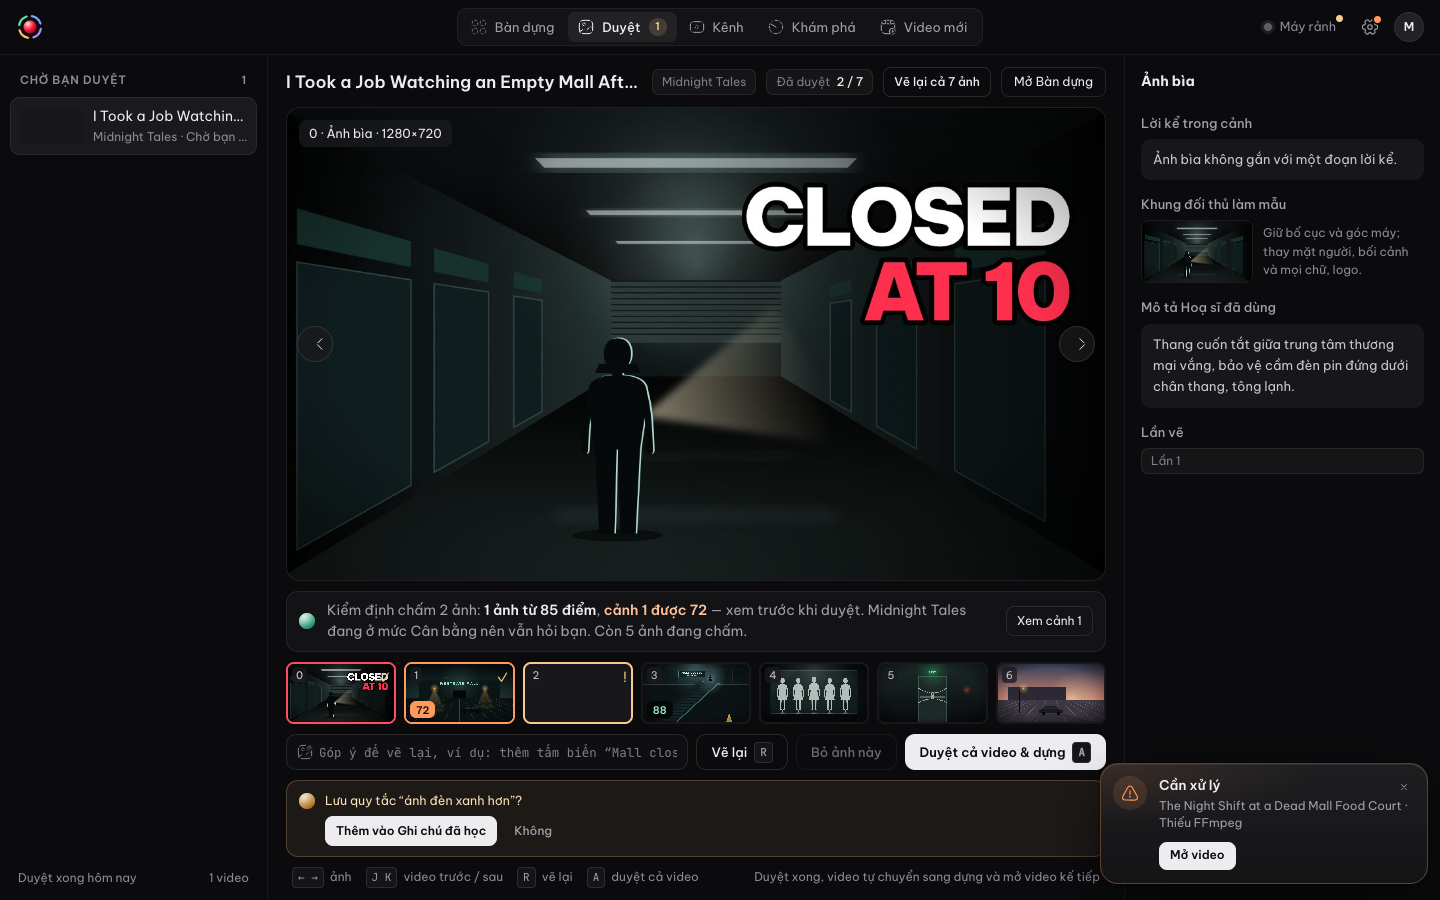 Bàn dựng
Duyệt 1
Kênh
Khám phá
Video mới
Máy rảnh
M
CHỜ BẠN DUYỆT 1
I Took a Job Watchin...
Midnight Tales · Chờ bạn ...
Duyệt xong hôm nay 1 video
I Took a Job Watching an Empty Mall Aft...
Midnight Tales
Đã duyệt 2 / 7
Vẽ lại cả 7 ảnh
Mở Bàn dựng
0 · Ảnh bìa · 1280×720
CLOSED
AT 10
Kiểm định chấm 2 ảnh: 1 ảnh từ 85 điểm, cảnh 1 được 72 — xem trước khi duyệt. Midnight Tales
đang ở mức Cân bằng nên vẫn hỏi bạn. Còn 5 ảnh đang chấm.
Xem cảnh 1
0 CLOSED
AT 10
1 WESTGATE MALL
72
2 !
3
88
4
5
6
Góp ý để vẽ lại, ví dụ: thêm tấm biển “Mall clos
Vẽ lại R
Bỏ ảnh này
Duyệt cả video & dựng A
Lưu quy tắc “ánh đèn xanh hơn”?
Thêm vào Ghi chú đã học
Không
← → ảnh J K video trước / sau R vẽ lại A duyệt cả video
Duyệt xong, video tự chuyển sang dựng và mở video kế tiếp
Ảnh bìa
Lời kể trong cảnh
Ảnh bìa không gắn với một đoạn lời kể.
Khung đối thủ làm mẫu
Giữ bố cục và góc máy;
thay mặt người, bối cảnh
và mọi chữ, logo.
Mô tả Hoạ sĩ đã dùng
Thang cuốn tắt giữa trung tâm thương
mại vắng, bảo vệ cầm đèn pin đứng dưới
chân thang, tông lạnh.
Lần vẽ
Lần 1
Cần xử lý
The Night Shift at a Dead Mall Food Court ·
Thiếu FFmpeg
Mở video